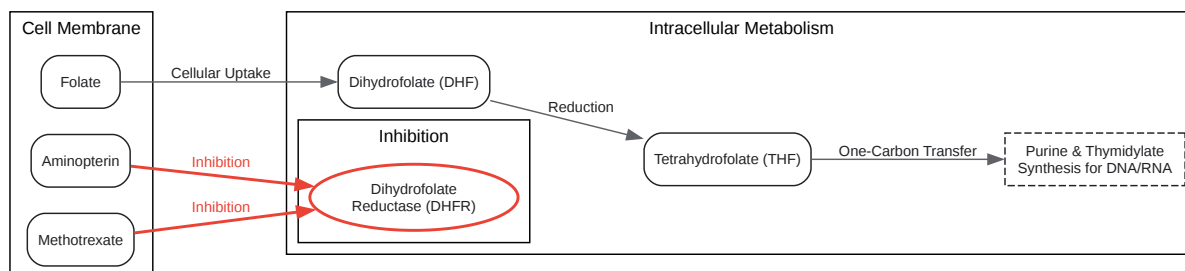 Cell Membrane
Intracellular Metabolism
Folate
Cellular Uptake
Dihydrofolate (DHF)
Reduction
Inhibition
Aminopterin
Inhibition
Dihydrofolate
Reductase (DHFR)
Tetrahydrofolate (THF)
One-Carbon Transfer
Purine & Thymidylate
Synthesis for DNA/RNA
Inhibition
Methotrexate